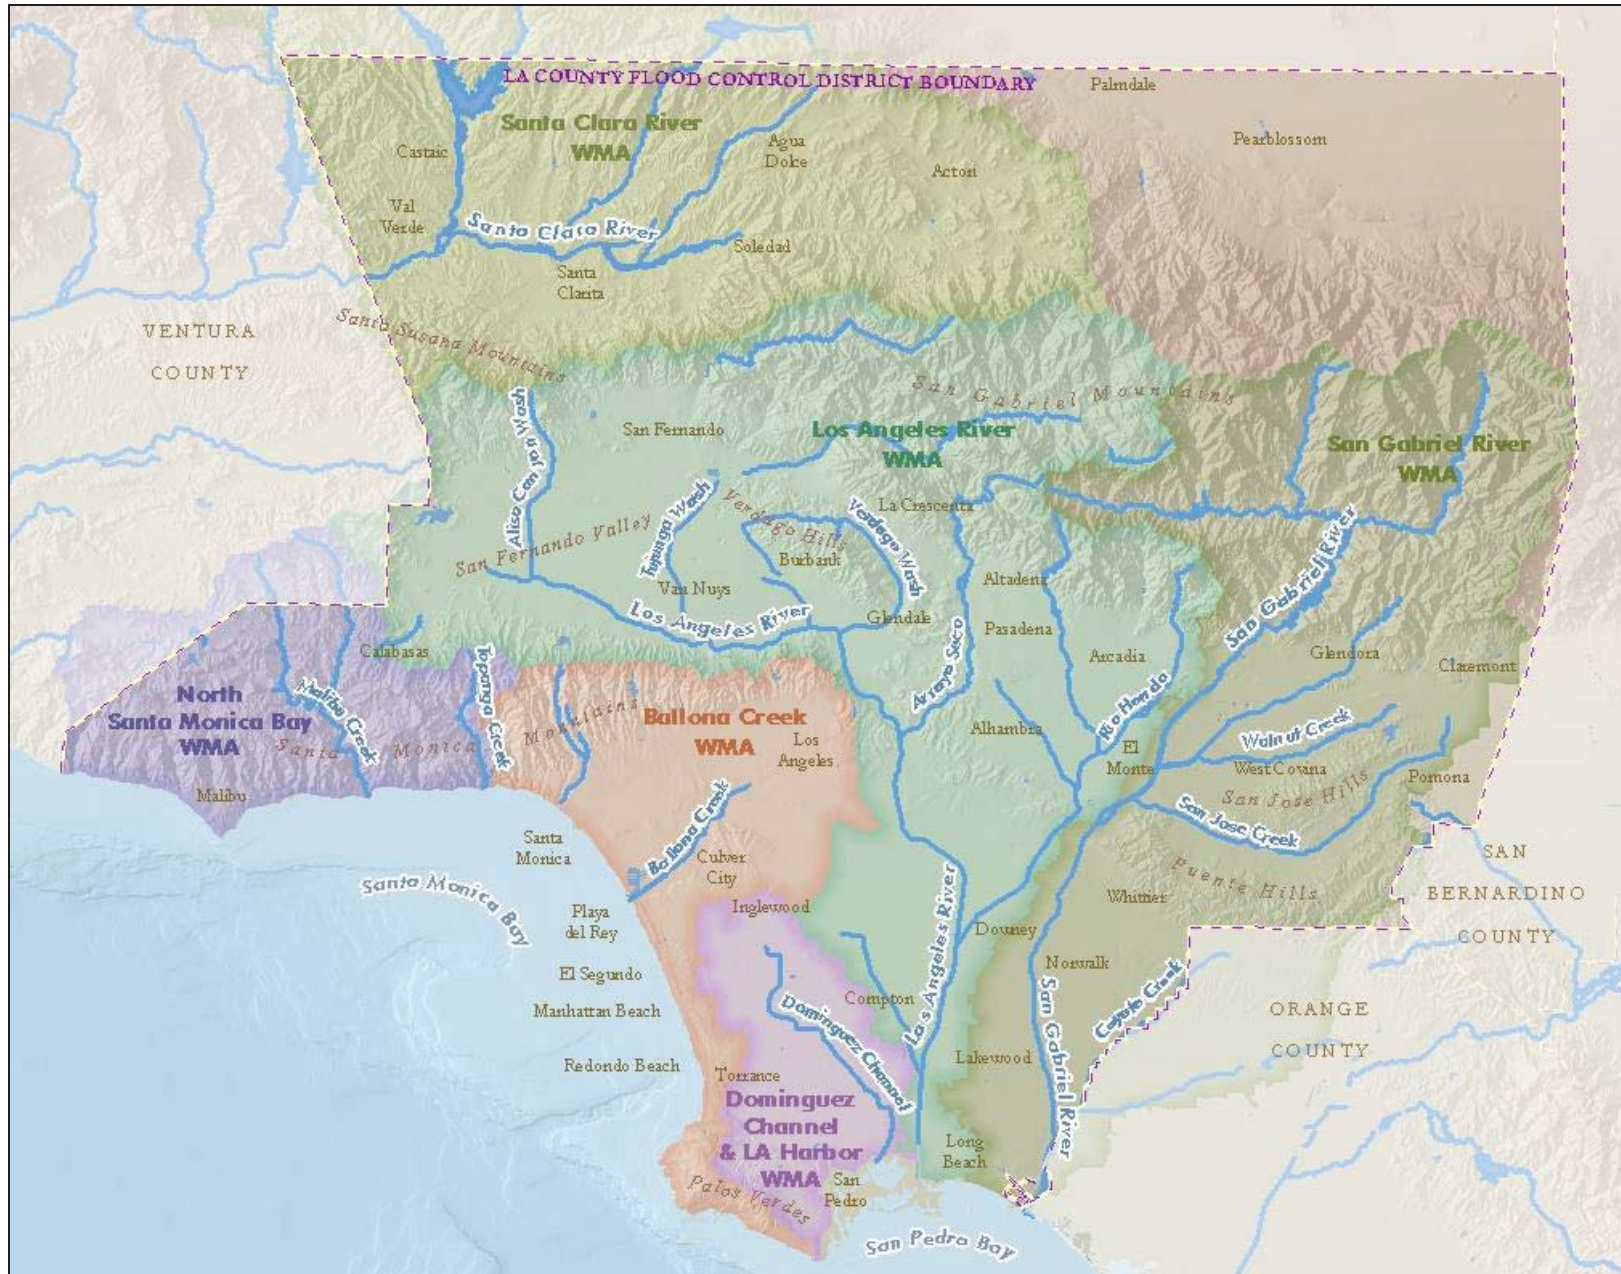 LA COUNTY FLOOD CONTROL DISTRICT BOUNDARY
Palmdale
Santa Clara River
WMA
Castaic
Agua
Dolce
Pearblossom
Acton
Val
Verde
Santa Clara River
Soledad
Santa
Clarita
Santa Susana Mountains
VENTURA
COUNTY
San Gabriel Mountains
Aliso Canyon Wash
San Fernando
Los Angeles River
WMA
San Gabriel River
WMA
La Crescenta
Tujunga Wash
Verdugo Hills
Verdugo Wash
San Fernando Valley
Burbank
Van Nuys
Los Angeles River
Glendale
Altadena
Pasadena
Arroyo Seco
San Gabriel River
Arcadia
Glendora
Claremont
Calabasas
Topanga Creek
North
Santa Monica Bay
WMA
Malibu Creek
Santa Monica Mountains
Malibu
Ballona Creek
WMA
Los
Angeles
Alhambra
Rio Hondo
El
Monte
Walnut Creek
West Covina
San Jose Hills
Pomona
San Jose Creek
Puente Hills
Whittier
SAN
BERNARDINO
COUNTY
Santa
Monica
Ballona Creek
Culver
City
Santa Monica Bay
Inglewood
Playa
del Rey
Los Angeles River
Downey
Norwalk
El Segundo
Manhattan Beach
Compton
Dominguez Channel
San Gabriel River
Coyote Creek
ORANGE
COUNTY
Redondo Beach
Torrance
Lakewood
Dominguez
Channel
& LA Harbor
WMA
Long
Beach
San
Pedro
Palos Verdes
San Pedro Bay